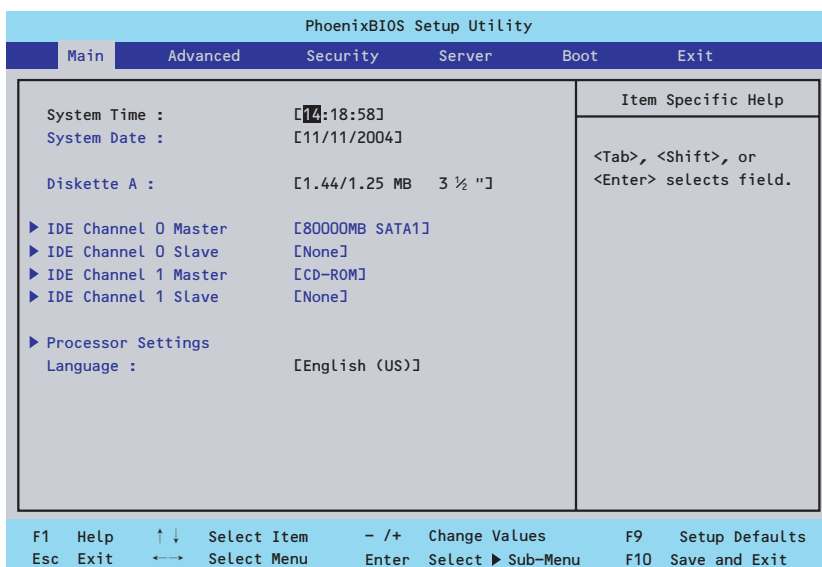 PhoenixBIOS Setup Utility
Main Advanced Security Server Boot Exit
System Time : [14:18:58]
System Date : [11/11/2004]
Diskette A : [1.44/1.25 MB 3 ½ "]
▶ IDE Channel 0 Master [80000MB SATA1]
▶ IDE Channel 0 Slave [None]
▶ IDE Channel 1 Master [CD-ROM]
▶ IDE Channel 1 Slave [None]
▶ Processor Settings
Language : [English (US)]
Item Specific Help
<Tab>, <Shift>, or
<Enter> selects field.
F1 Help ↑↓ Select Item - /+ Change Values F9 Setup Defaults
Esc Exit ←→ Select Menu Enter Select ▶ Sub-Menu F10 Save and Exit